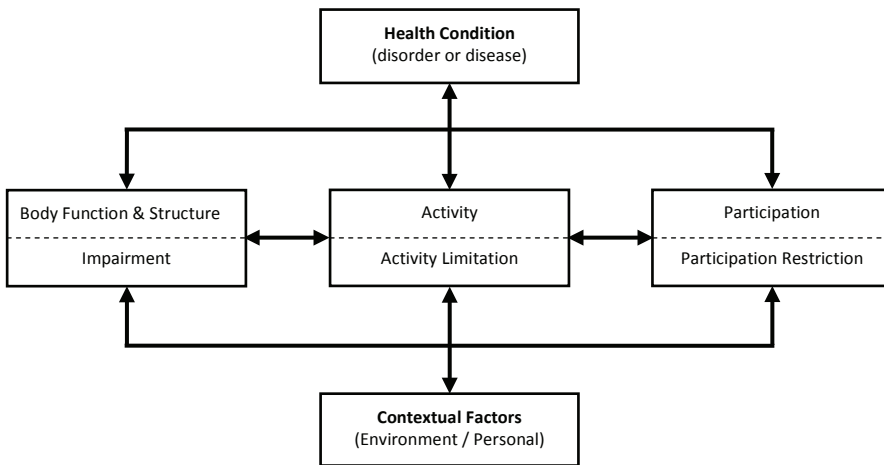 Health Condition
(disorder or disease)
Body Function & Structure
Impairment
Activity
Activity Limitation
Participation
Participation Restriction
Contextual Factors
(Environment / Personal)